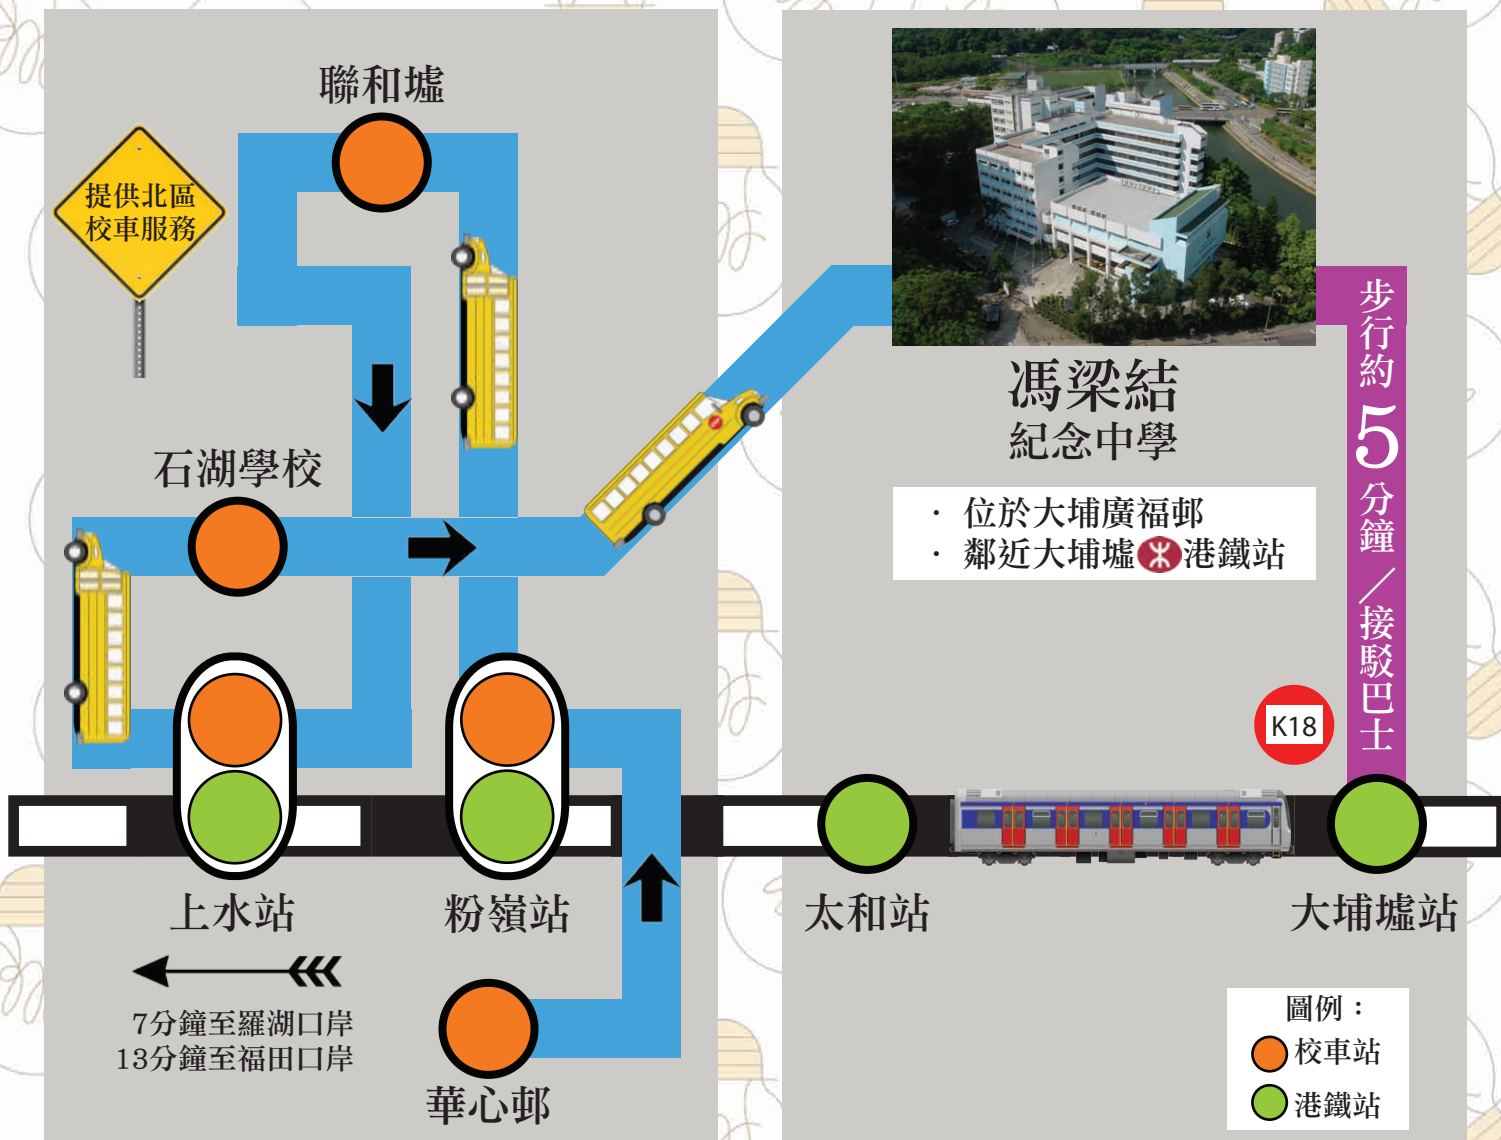 聯和墟
提供北區
校車服務
石湖學校
馮梁結
紀念中學
· 位於大埔廣福邨
· 鄰近大埔墟港鐵站
步行約5分鐘／接駁巴士
K18
上水站
粉嶺站
太和站
大埔墟站
7分鐘至羅湖口岸
13分鐘至福田口岸
華心邨
圖例：
校車站
港鐵站